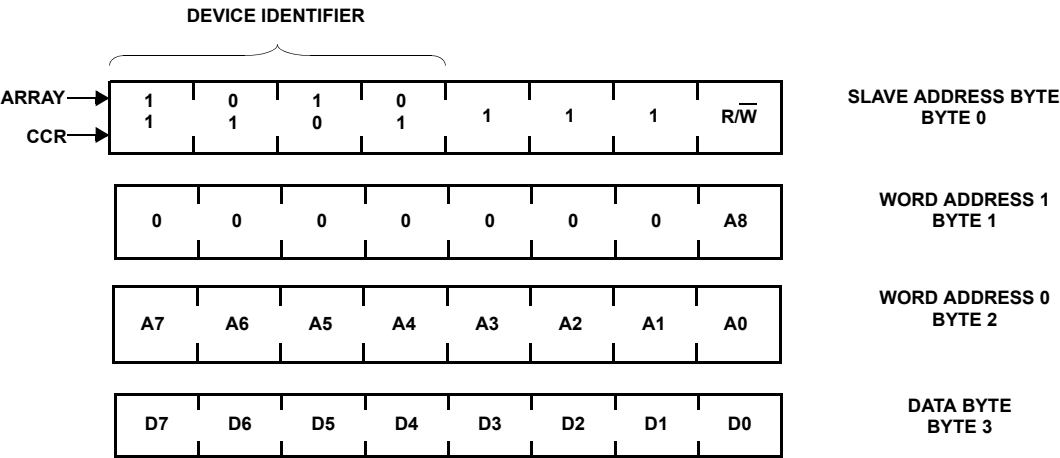 DEVICE IDENTIFIER
ARRAY
CCR
1 0 1 0
1 1 0 1
1 1 1 R/W̅
SLAVE ADDRESS BYTE
BYTE 0
0 0 0 0 0 0 0 A8
WORD ADDRESS 1
BYTE 1
A7 A6 A5 A4 A3 A2 A1 A0
WORD ADDRESS 0
BYTE 2
D7 D6 D5 D4 D3 D2 D1 D0
DATA BYTE
BYTE 3